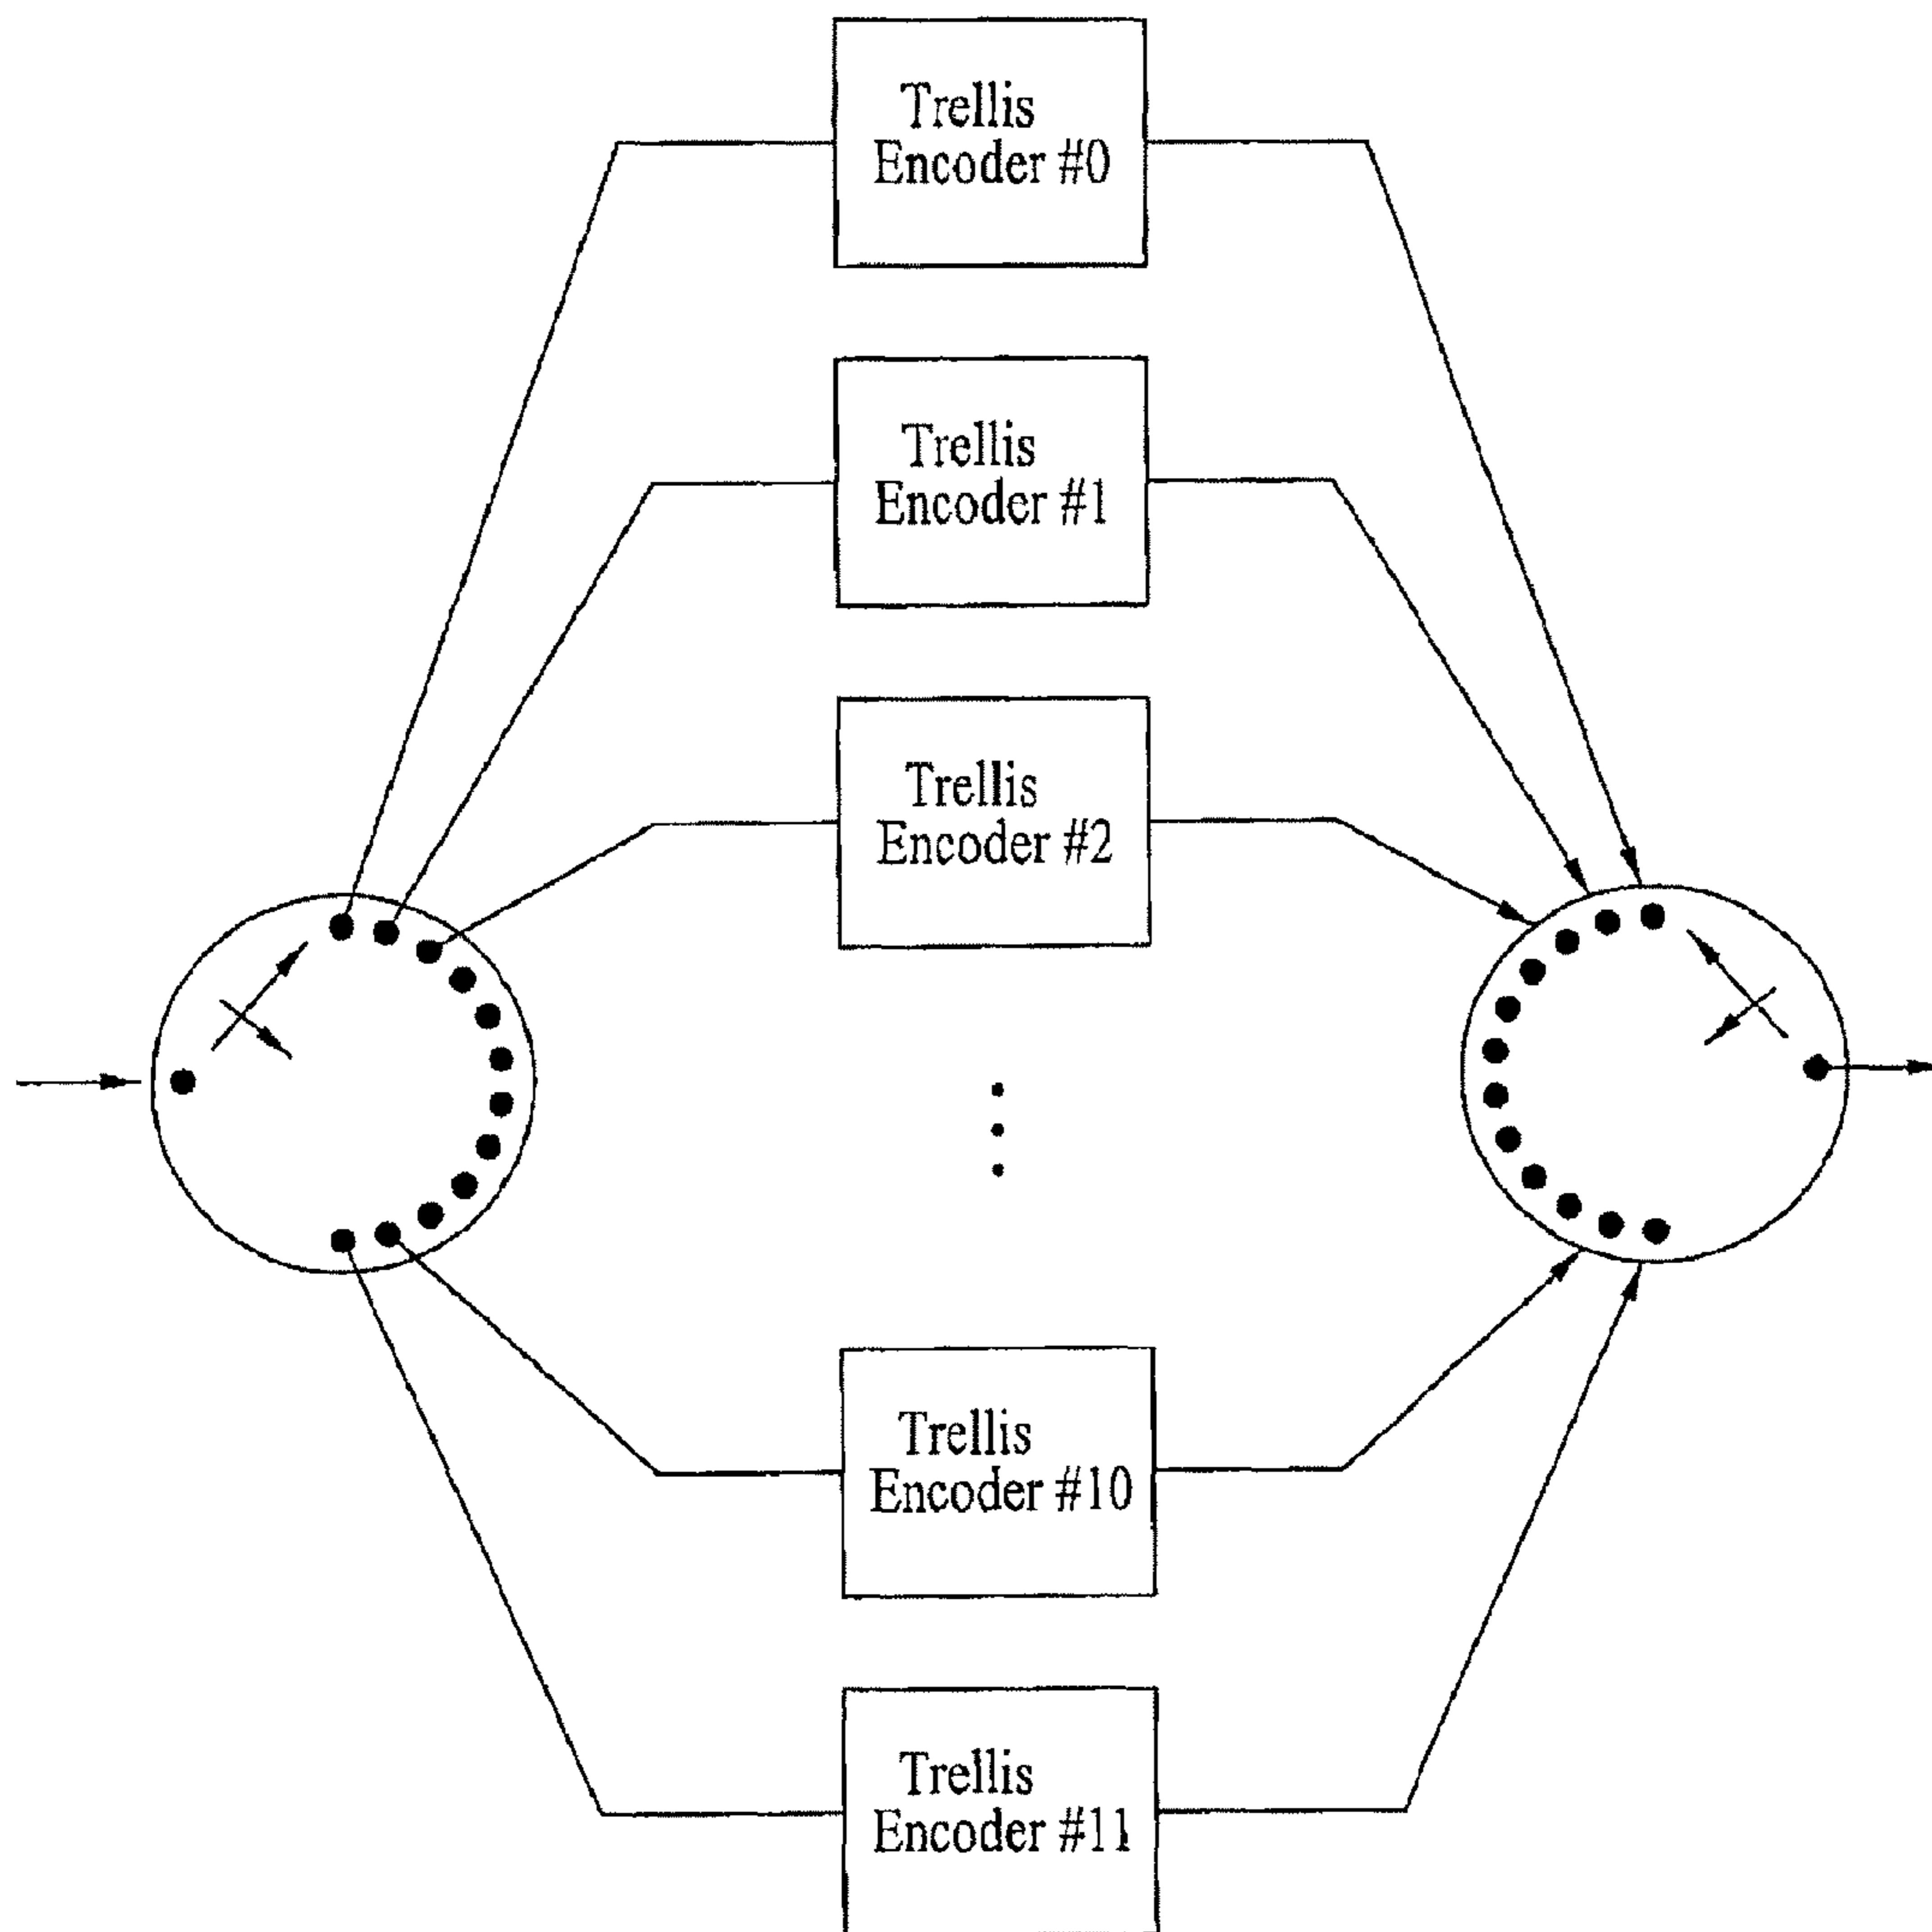 Trellis
Encoder #0
Trellis
Encoder #1
Trellis
Encoder #2
Trellis
Encoder #10
Trellis
Encoder #11